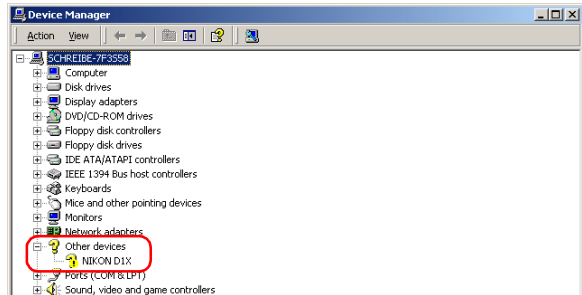 Device Manager
Action View
SCHREIBE-7F3558
Computer
Disk drives
Display adapters
DVD/CD-ROM drives
Floppy disk controllers
Floppy disk drives
IDE ATA/ATAPI controllers
IEEE 1394 Bus host controllers
Keyboards
Mice and other pointing devices
Monitors
Network adapters
Other devices
NIKON D1X
Ports (COM & LPT)
Sound, video and game controllers